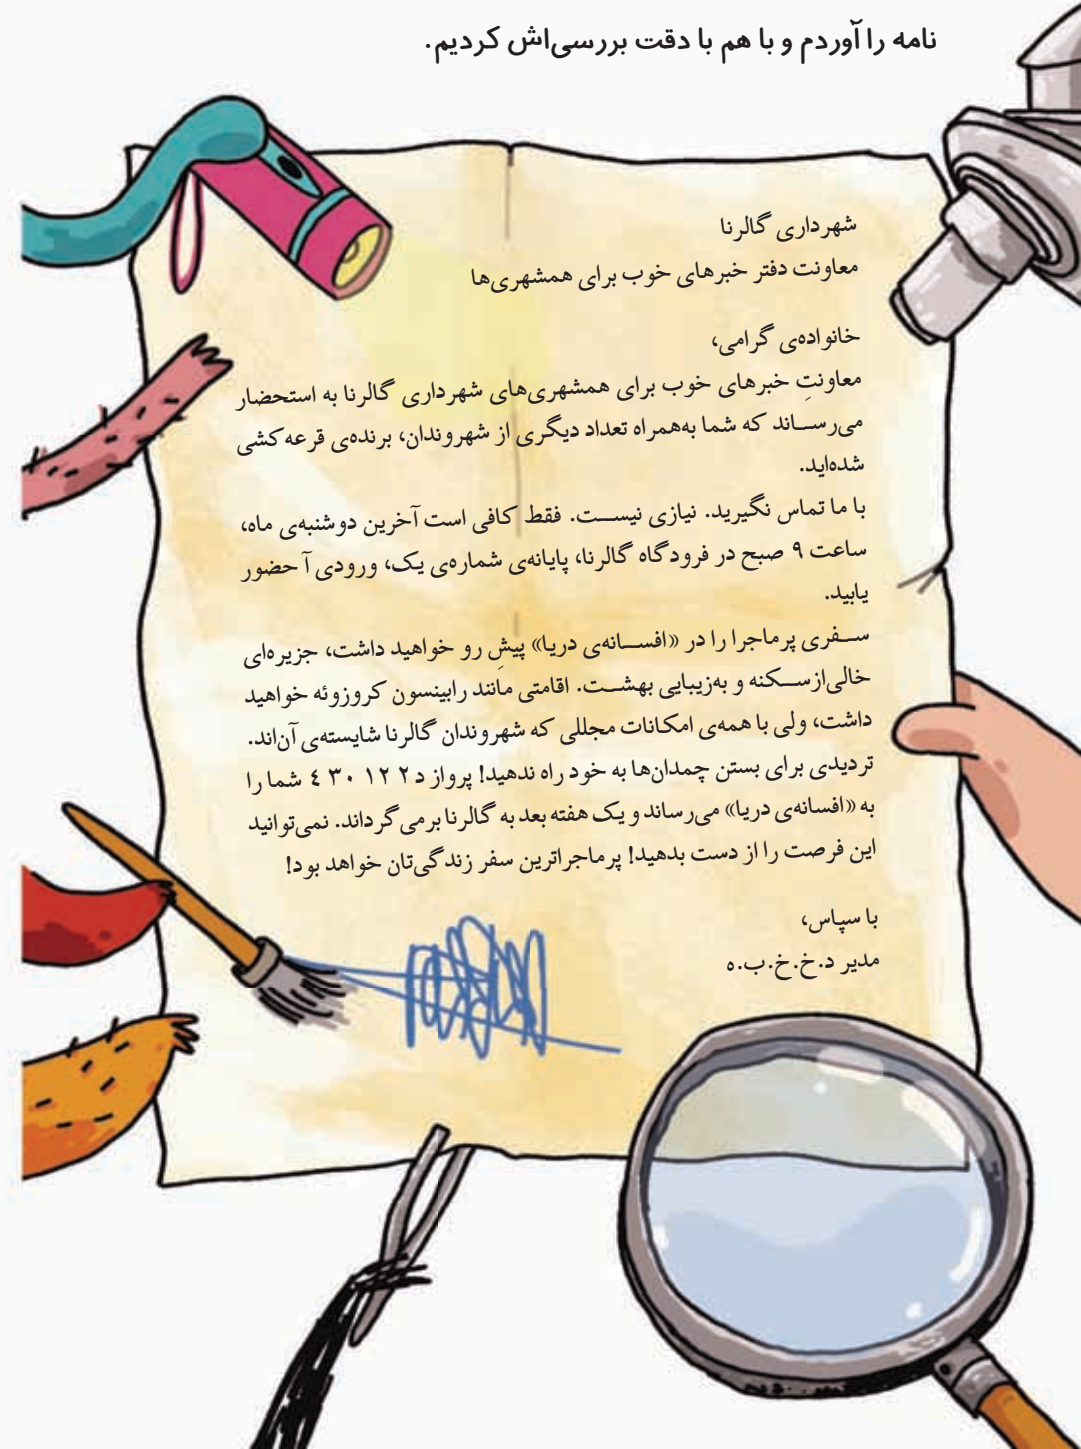 نامه را آوردم و با هم با دقت بررسی‌اش کردیم.
شهرداری گالرنا
معاونت دفتر خبرهای خوب برای همشهری‌ها
خانواده‌ی گرامی،
معاونتِ خبرهای خوب برای همشهری‌های شهرداری گالرنا به استحضار
می‌رساند که شما به‌همراه تعداد دیگری از شهروندان، برنده‌ی قرعه‌کشی
شده‌اید.
با ما تماس نگیرید. نیازی نیست. فقط کافی است آخرین دوشنبه‌ی ماه،
ساعت ۹ صبح در فرودگاه گالرنا، پایانه‌ی شماره‌ی یک، ورودی آ حضور
یابید.
سفری پرماجرا را در «افسانه‌ی دریا» پیشِ رو خواهید داشت، جزیره‌ای
خالی‌ازسکنه و به‌زیبایی بهشت. اقامتی مانند رابینسون کروزوئه خواهید
داشت، ولی با همه‌ی امکانات مجللی که شهروندان گالرنا شایسته‌ی آن‌اند.
تردیدی برای بستن چمدان‌ها به خود راه ندهید! پرواز د ۲ ۱۲ ۳۰ ٤ شما را
به «افسانه‌ی دریا» می‌رساند و یک هفته بعد به گالرنا برمی‌گرداند. نمی‌توانید
این فرصت را از دست بدهید! پرماجراترین سفر زندگی‌تان خواهد بود!
با سپاس،
مدیر د.خ.خ.ب.ه